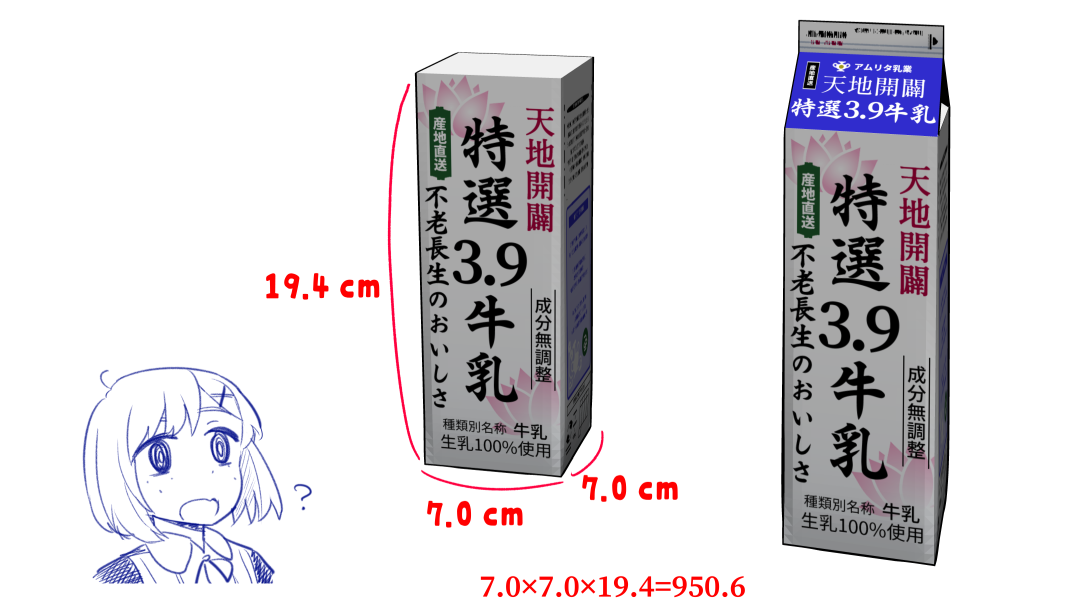 天地開闢
特選3.9牛乳
産地直送
不老長生のおいしさ
成分無調整
種類別名称 牛乳
生乳100%使用
19.4 cm
7.0 cm
7.0 cm
?
7.0×7.0×19.4=950.6
産地直送
アムリタ乳業
天地開闢
特選3.9牛乳
天地開闢
特選3.9牛乳
産地直送
不老長生のおいしさ
成分無調整
種類別名称 牛乳
生乳100%使用